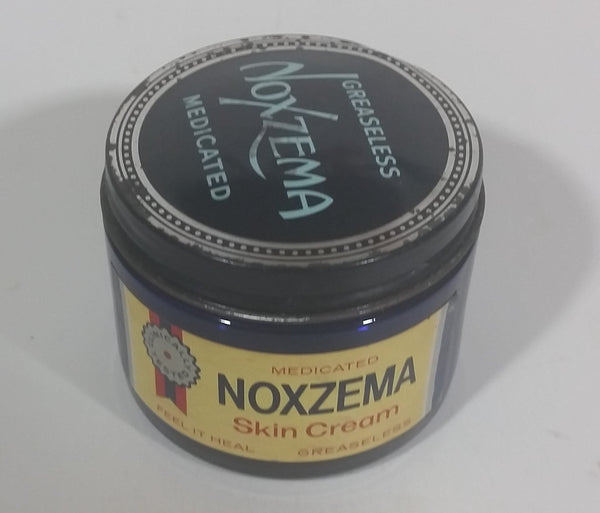 GREASELESS
NOXZEMA
MEDICATED
MEDICATED
NOXZEMA
Skin Cream
FEEL IT HEAL GREASELESS